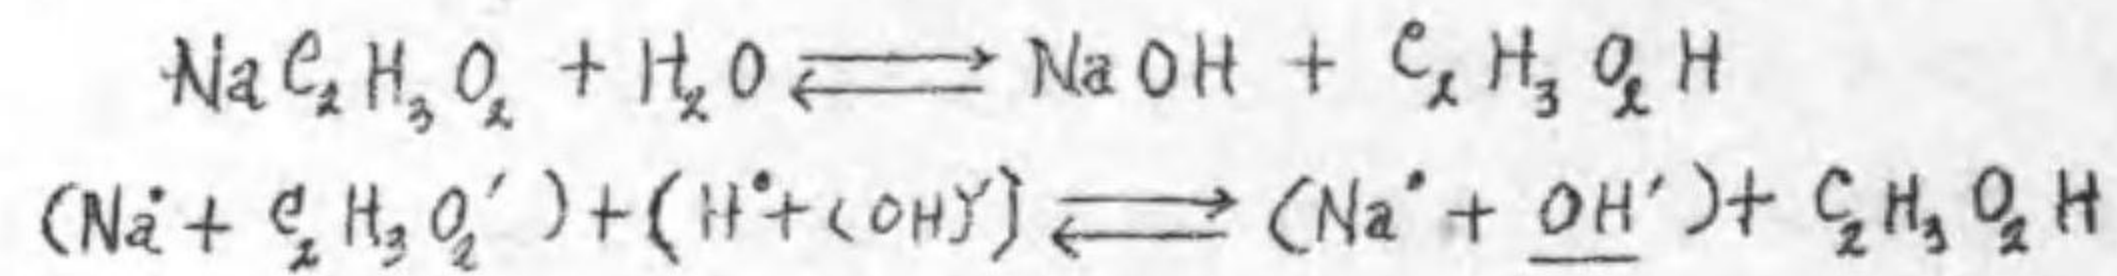 NaC₂H₃O₂ + H₂O ⇌ NaOH + C₂H₃O₂H
(Na• + C₂H₃O₂′) + (H• + (OH)′) ⇌ (Na• + OH′) + C₂H₃O₂H